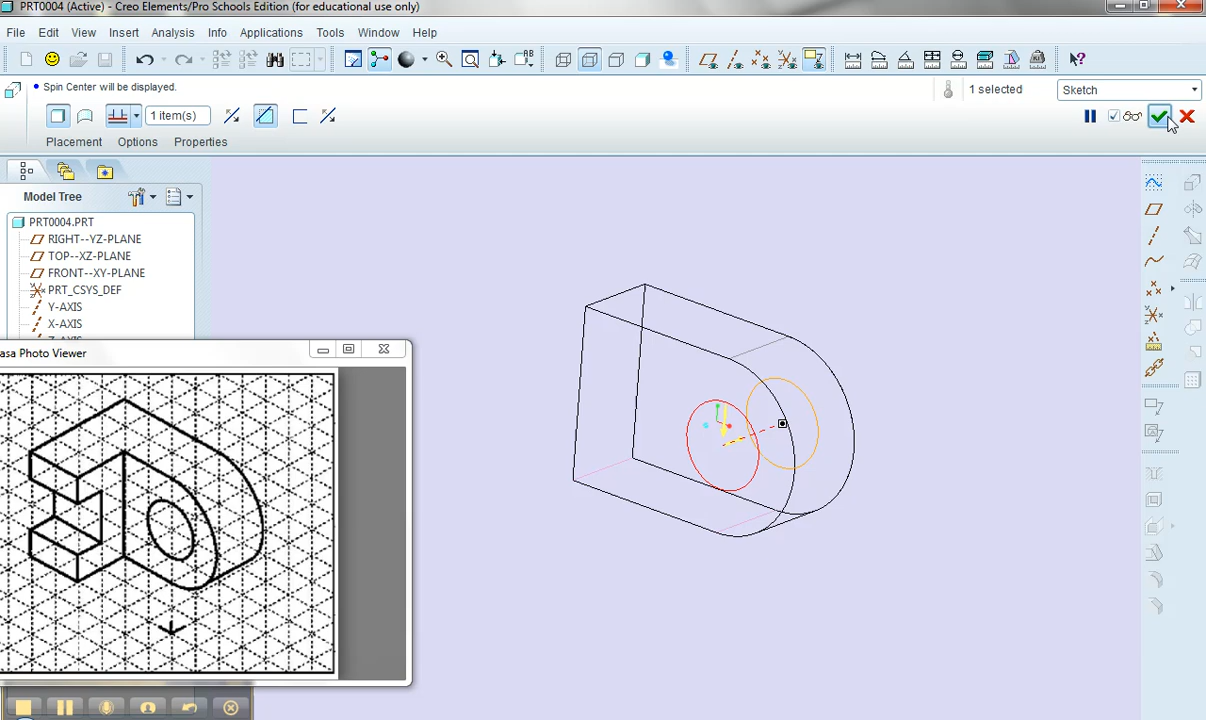 PRT0004 (Active) - Creo Elements/Pro Schools Edition (for educational use only)
File Edit View Insert Analysis Info Applications Tools Window Help
Spin Center will be displayed.
1 selected
Sketch
1 item(s)
Placement Options Properties
Model Tree
PRT0004.PRT
RIGHT--YZ-PLANE
TOP--XZ-PLANE
FRONT--XY-PLANE
PRT_CSYS_DEF
Y-AXIS
X-AXIS
asa Photo Viewer